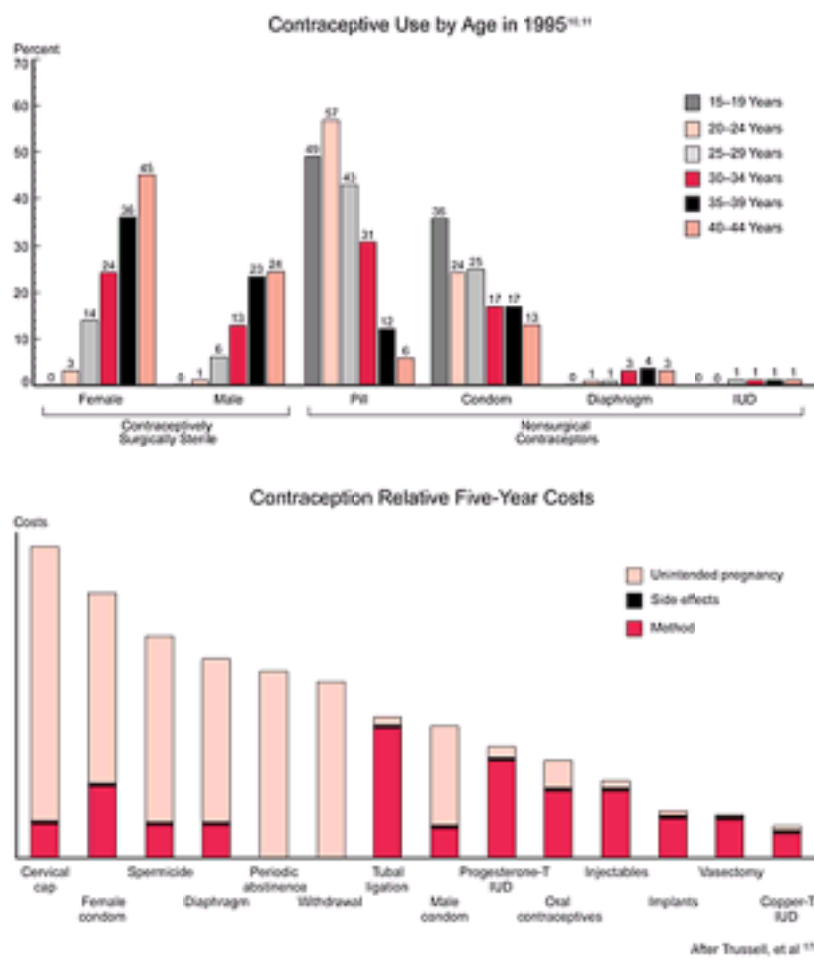 Contraceptive Use by Age in 1995¹⁰,¹¹
Percent
70
60
50
40
30
20
10
0
15–19 Years
20–24 Years
25–29 Years
30–34 Years
35–39 Years
40–44 Years
0 3 14 24 36 45
0 1 6 13 23 24
49 57 43 31 12 6
36 24 25 17 17 13
0 1 1 3 4 3
0 0 1 1 1 1
Female Male Pill Condom Diaphragm IUD
Contraceptively
Surgically Sterile
Nonsurgical
Contraceptors
Contraception Relative Five-Year Costs
Costs
Unintended pregnancy
Side effects
Method
Cervical
cap
Female
condom
Spermicide
Diaphragm
Periodic
abstinence
Withdrawal
Tubal
ligation
Male
condom
Progesterone-T
IUD
Oral
contraceptives
Injectables
Implants
Vasectomy
Copper-T
IUD
After Trussell, et al